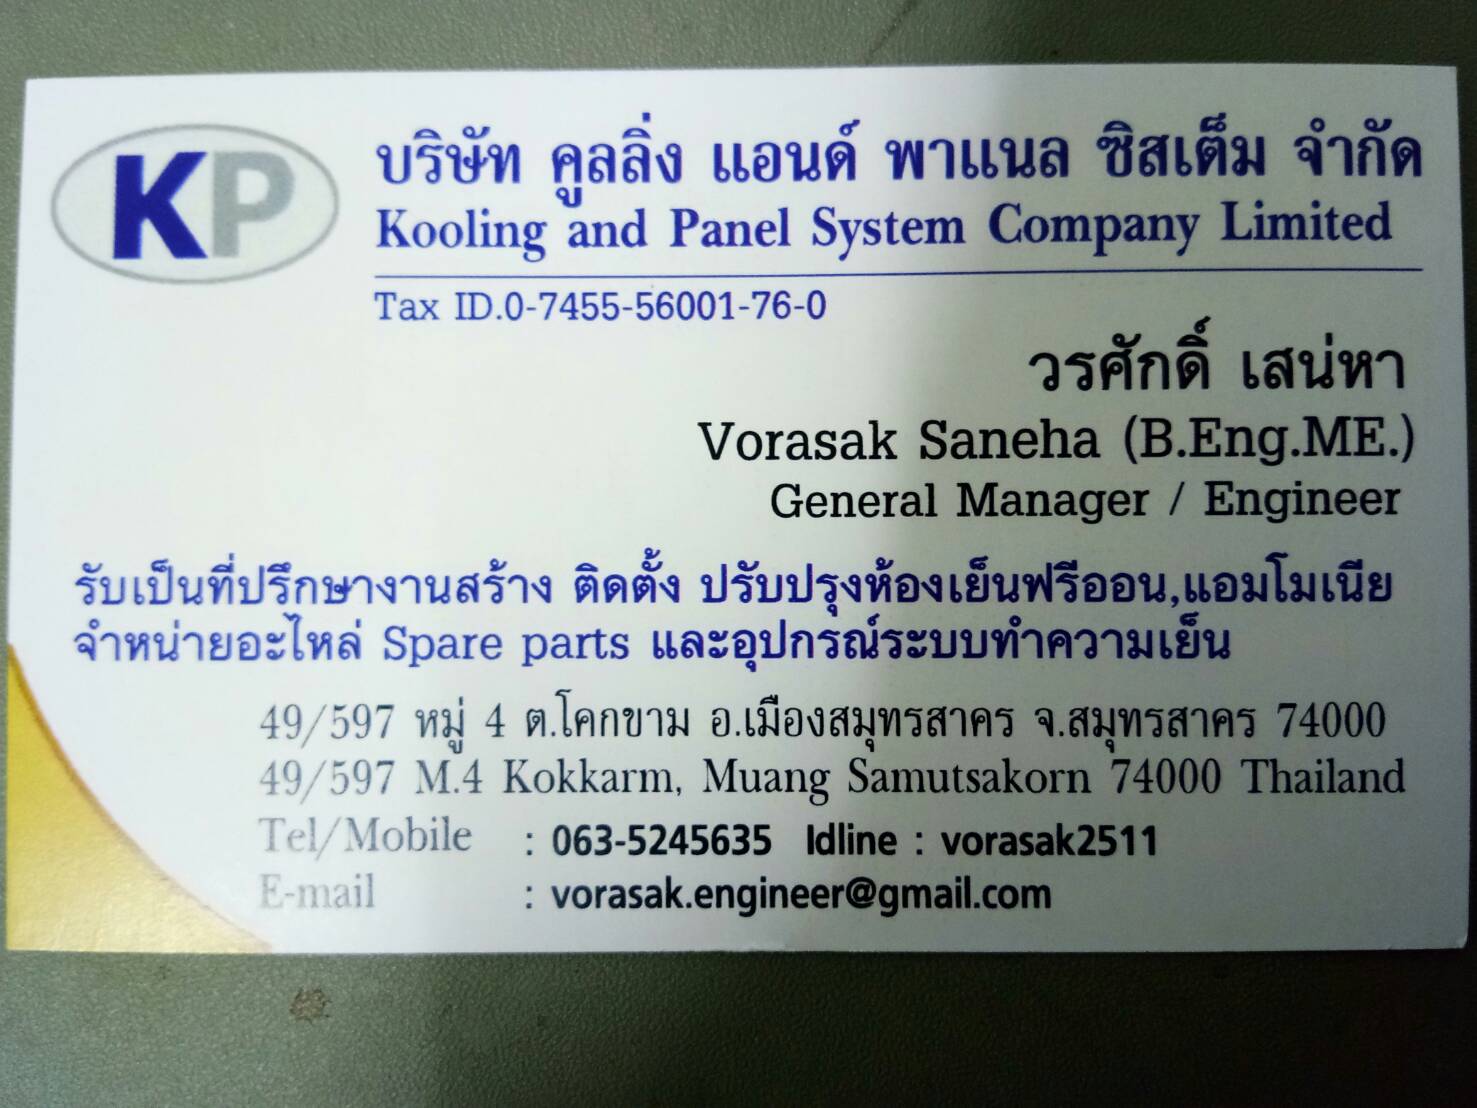 KP
บริษัท คูลลิ่ง แอนด์ พาแนล ซิสเต็ม จำกัด
Kooling and Panel System Company Limited
Tax ID.0-7455-56001-76-0
วรศักดิ์ เสน่หา
Vorasak Saneha (B.Eng.ME.)
General Manager / Engineer
รับเป็นที่ปรึกษางานสร้าง ติดตั้ง ปรับปรุงห้องเย็นฟรีออน,แอมโมเนีย
จำหน่ายอะไหล่ Spare parts และอุปกรณ์ระบบทำความเย็น
49/597 หมู่ 4 ต.โคกขาม อ.เมืองสมุทรสาคร จ.สมุทรสาคร 74000
49/597 M.4 Kokkarm, Muang Samutsakorn 74000 Thailand
Tel/Mobile : 063-5245635 Idline : vorasak2511
E-mail : vorasak.engineer@gmail.com